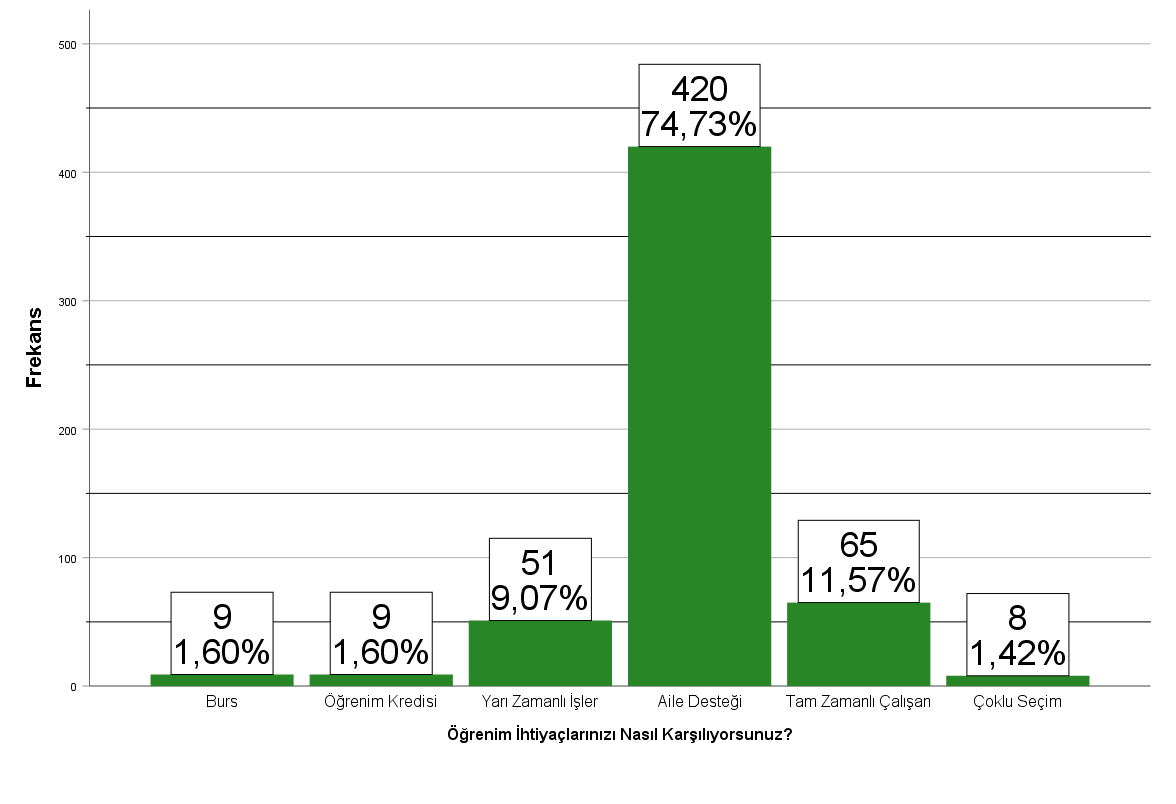 500
400
300
200
100
0
Frekans
420
74,73%
65
11,57%
51
9,07%
9
1,60%
9
1,60%
8
1,42%
Burs
Öğrenim Kredisi
Yarı Zamanlı İşler
Aile Desteği
Tam Zamanlı Çalışan
Çoklu Seçim
Öğrenim İhtiyaçlarınızı Nasıl Karşılıyorsunuz?